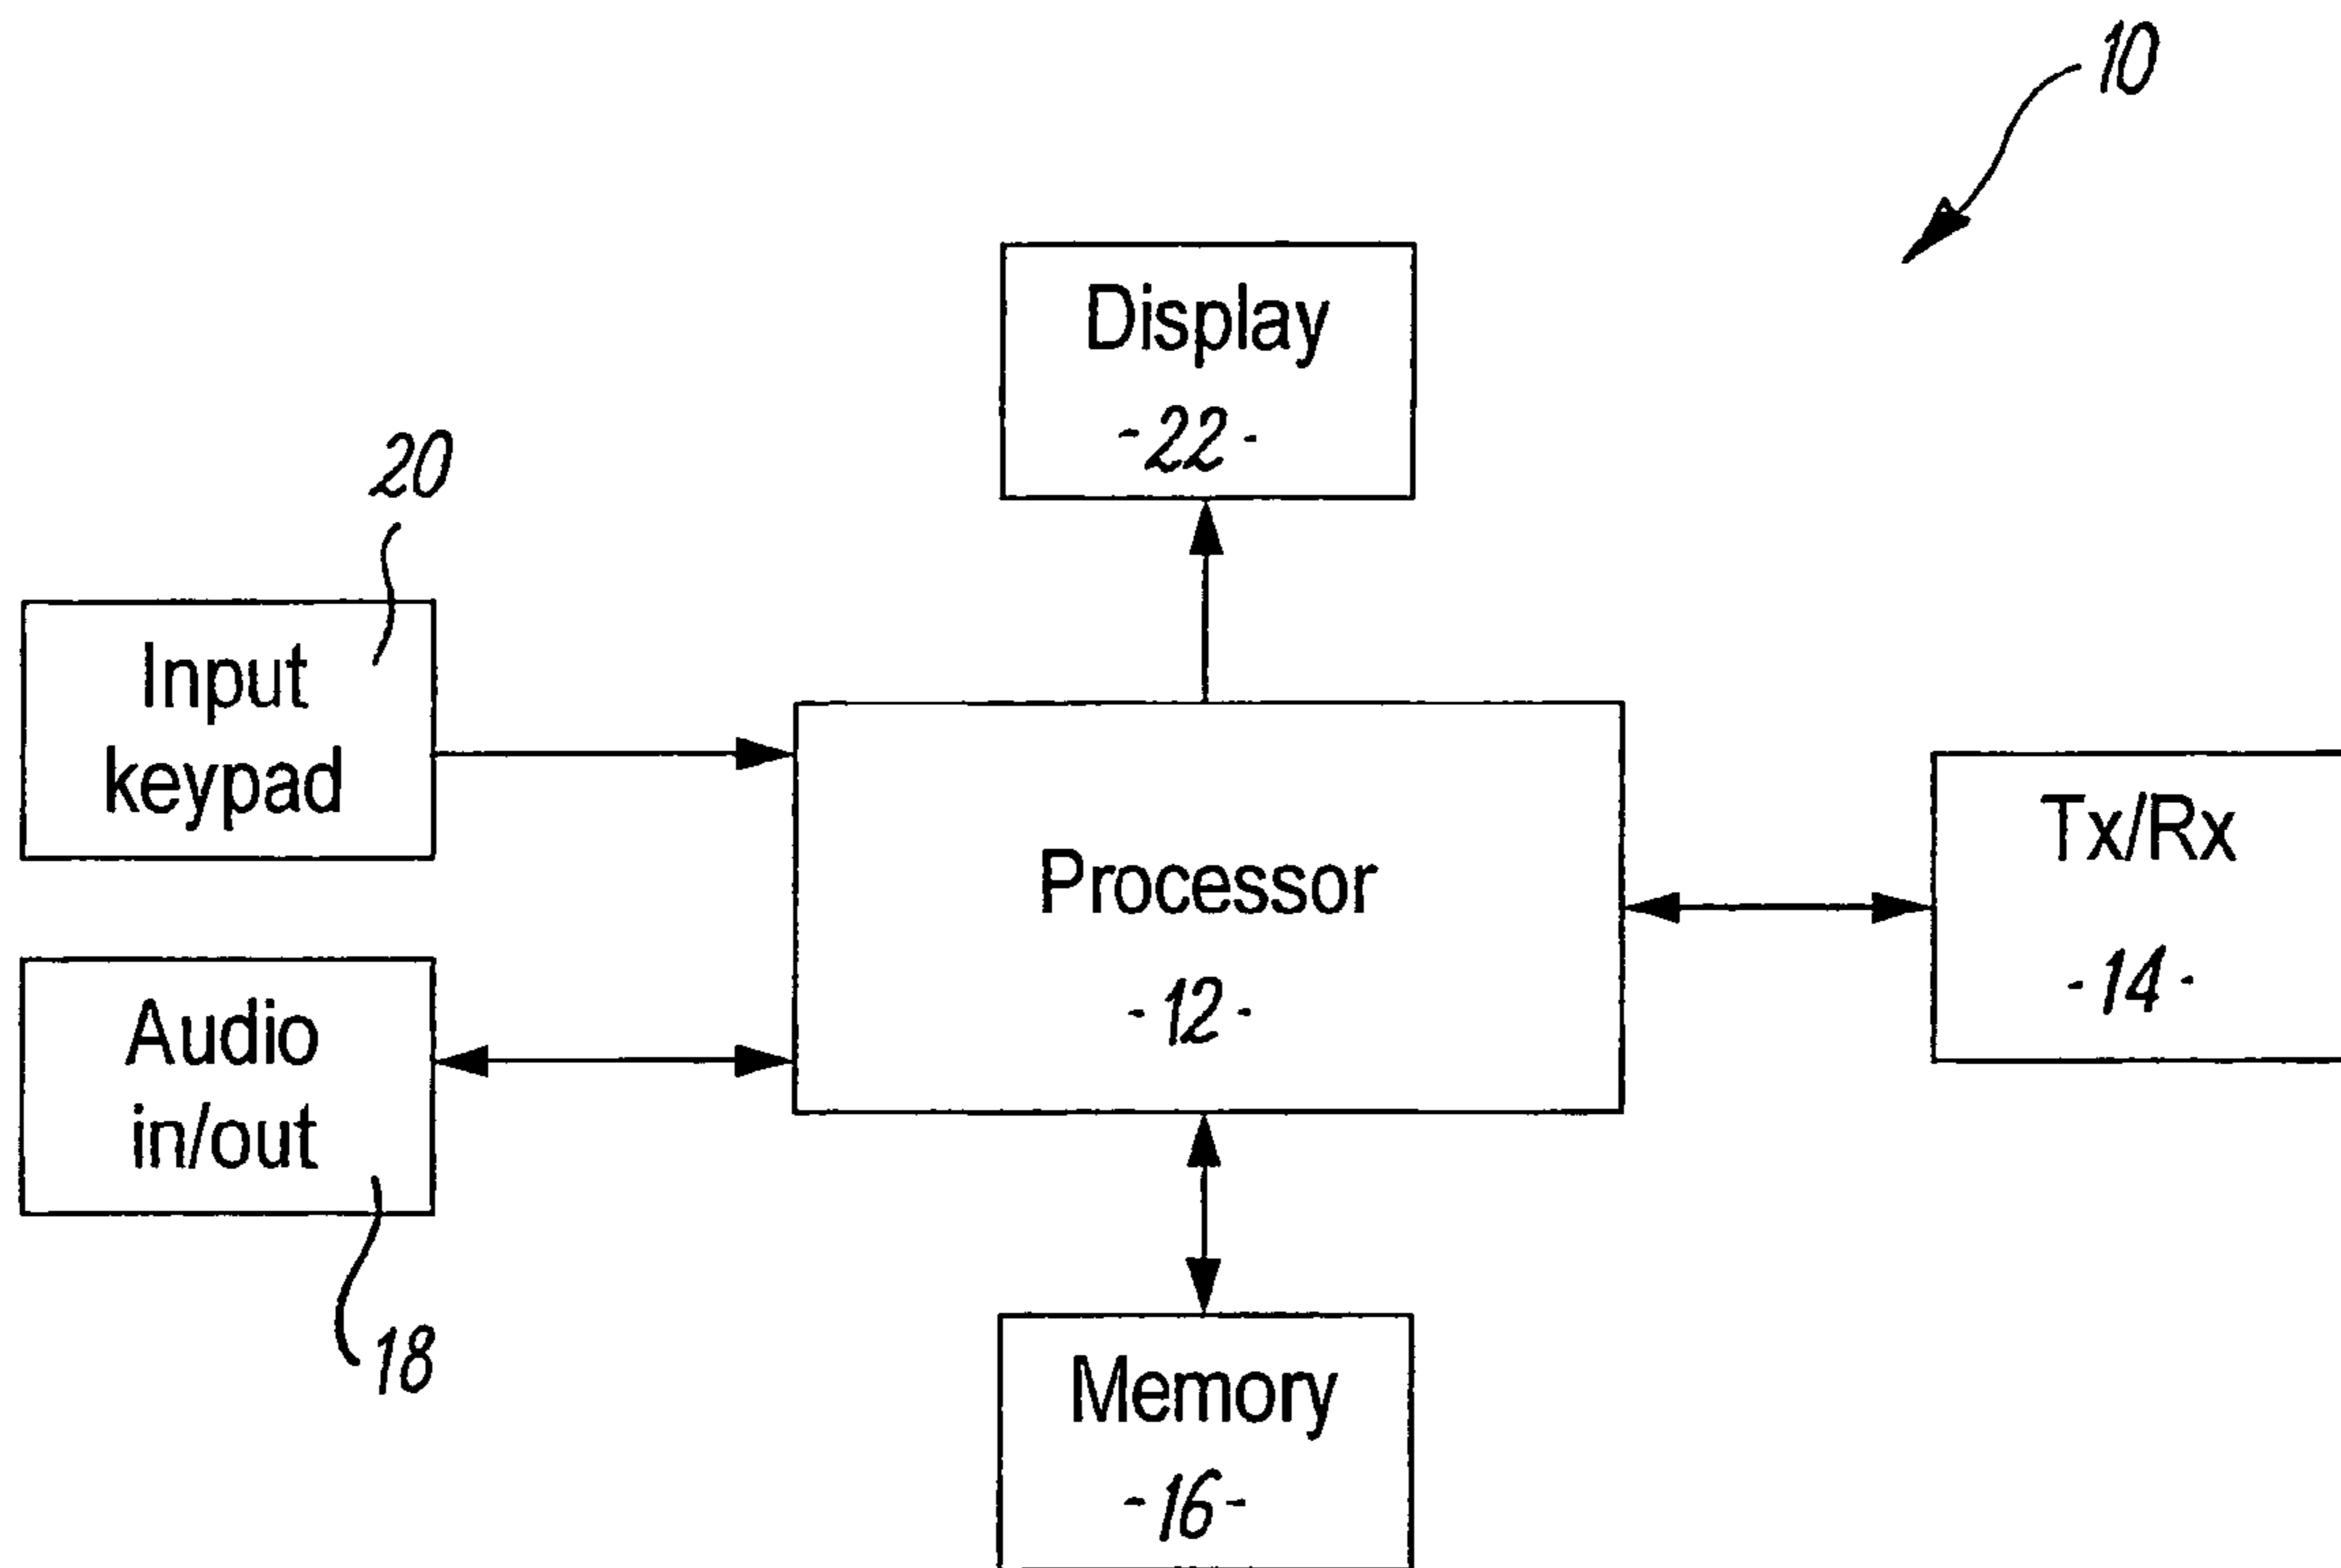 10
Display
-22-
20
Input
keypad
Processor
-12-
Tx/Rx
-14-
Audio
in/out
18
Memory
-16-